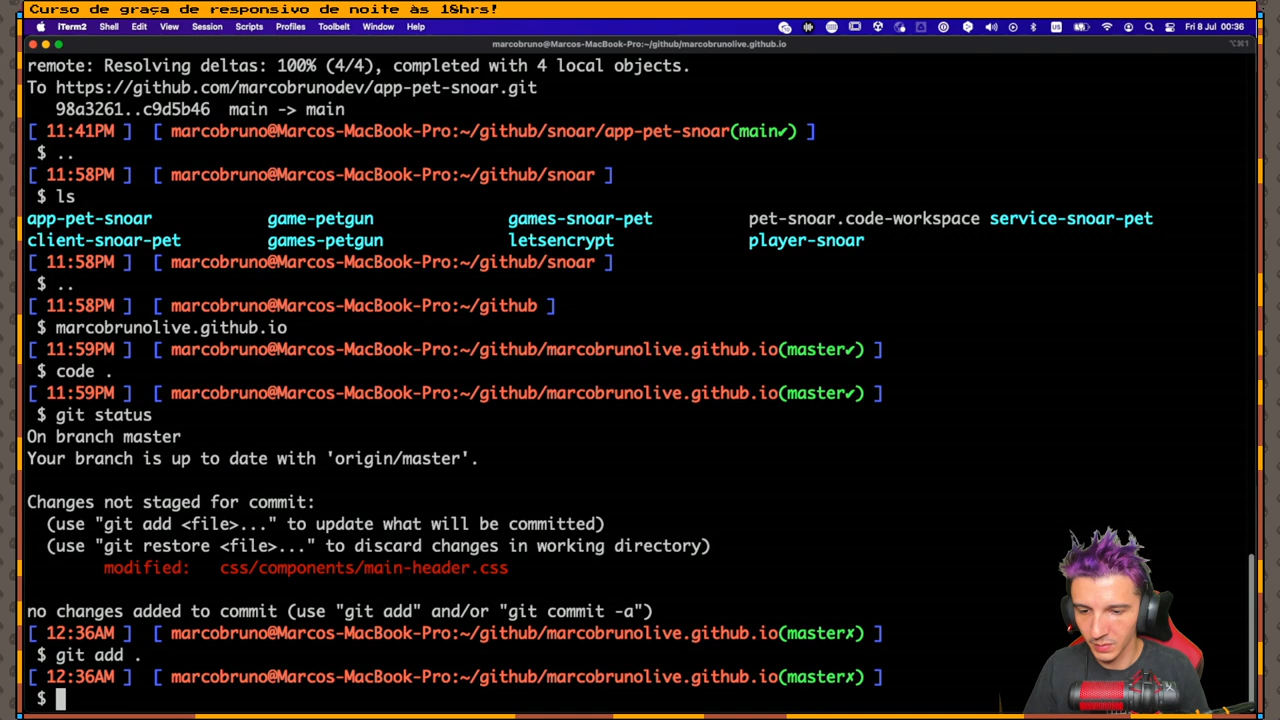 Curso de graça de responsivo de noite às 18hrs!
iTerm2 Shell Edit View Session Scripts Profiles Toolbelt Window Help US Fri 8 Jul 00:36
marcobruno@Marcos-MacBook-Pro:~/github/marcobrunolive.github.io ⌥⌘1
remote: Resolving deltas: 100% (4/4), completed with 4 local objects.
To https://github.com/marcobrunodev/app-pet-snoar.git
98a3261..c9d5b46 main -> main
[ 11:41PM ] [ marcobruno@Marcos-MacBook-Pro:~/github/snoar/app-pet-snoar(main✔) ]
$ ..
[ 11:58PM ] [ marcobruno@Marcos-MacBook-Pro:~/github/snoar ]
$ ls
app-pet-snoar game-petgun games-snoar-pet pet-snoar.code-workspace service-snoar-pet
client-snoar-pet games-petgun letsencrypt player-snoar
[ 11:58PM ] [ marcobruno@Marcos-MacBook-Pro:~/github/snoar ]
$ ..
[ 11:58PM ] [ marcobruno@Marcos-MacBook-Pro:~/github ]
$ marcobrunolive.github.io
[ 11:59PM ] [ marcobruno@Marcos-MacBook-Pro:~/github/marcobrunolive.github.io(master✔) ]
$ code .
[ 11:59PM ] [ marcobruno@Marcos-MacBook-Pro:~/github/marcobrunolive.github.io(master✔) ]
$ git status
On branch master
Your branch is up to date with 'origin/master'.
Changes not staged for commit:
(use "git add <file>..." to update what will be committed)
(use "git restore <file>..." to discard changes in working directory)
modified: css/components/main-header.css
no changes added to commit (use "git add" and/or "git commit -a")
[ 12:36AM ] [ marcobruno@Marcos-MacBook-Pro:~/github/marcobrunolive.github.io(master✗) ]
$ git add .
[ 12:36AM ] [ marcobruno@Marcos-MacBook-Pro:~/github/marcobrunolive.github.io(master✗) ]
$